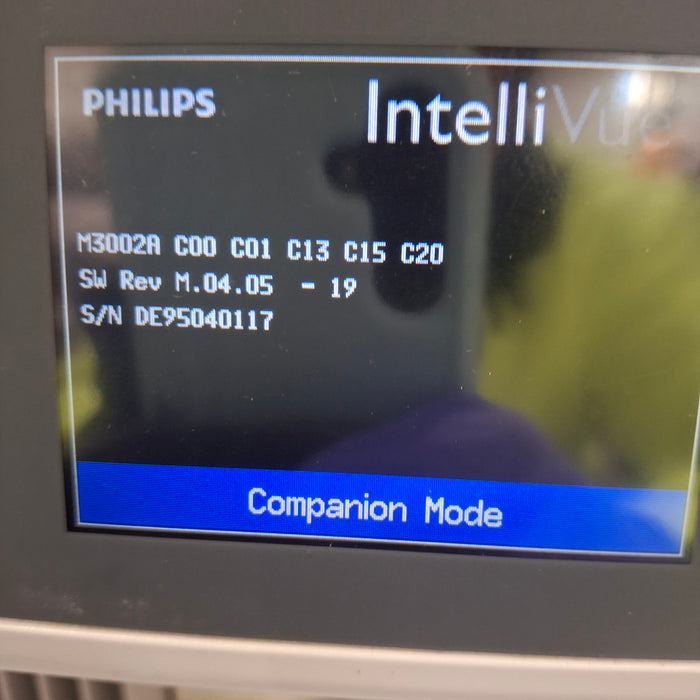 PHILIPS
IntelliVue
M3002A C00 C01 C13 C15 C20
SW Rev M.04.05 - 19
S/N DE95040117
Companion Mode